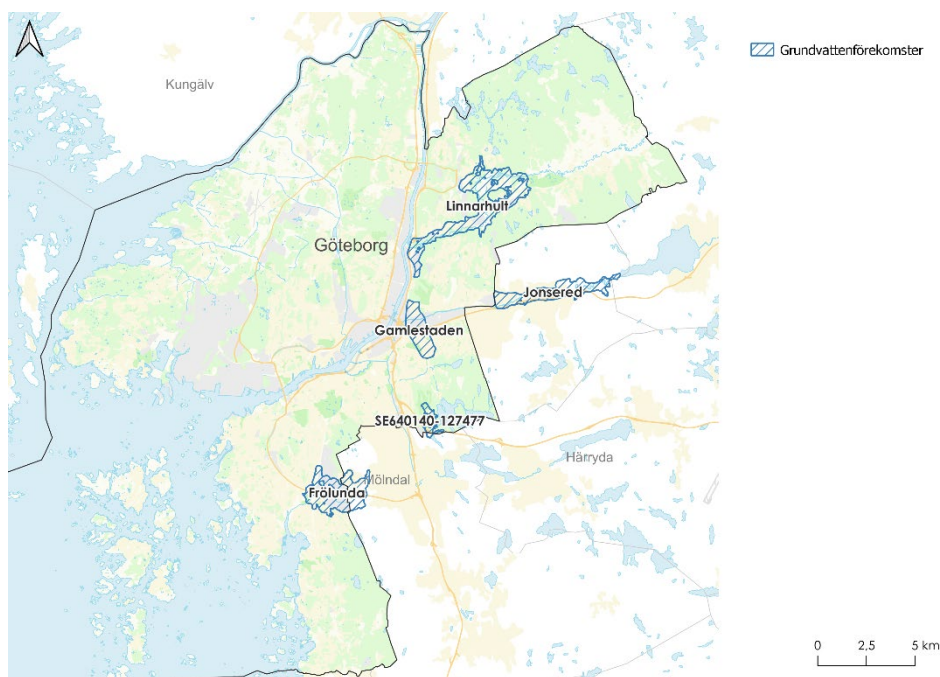 Grundvattenförekomster
Kungälv
Linnarhult
Göteborg
Jonsered
Gamlestaden
SE640140-127477
Härryda
Mölndal
Frölunda
0 2,5 5 km